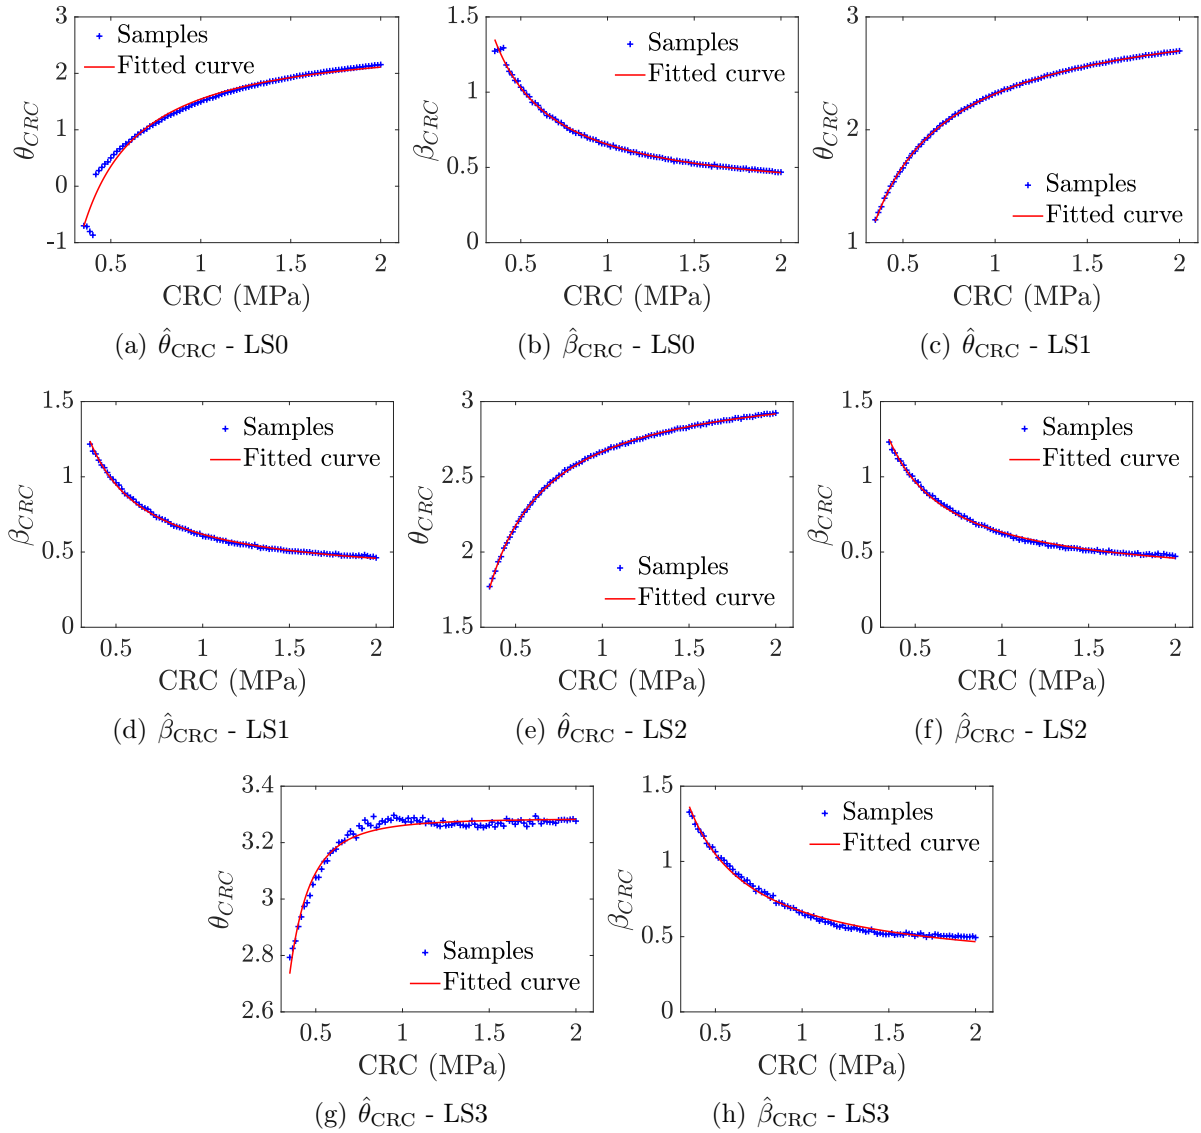 3
2
1
0
-1
θ_CRC
Samples
Fitted curve
0.5 1 1.5 2
CRC (MPa)
(a) θ̂_CRC - LS0
1.5
1
0.5
0
β_CRC
Samples
Fitted curve
0.5 1 1.5 2
CRC (MPa)
(b) β̂_CRC - LS0
3
2
1
θ_CRC
Samples
Fitted curve
0.5 1 1.5 2
CRC (MPa)
(c) θ̂_CRC - LS1
1.5
1
0.5
0
β_CRC
Samples
Fitted curve
0.5 1 1.5 2
CRC (MPa)
(d) β̂_CRC - LS1
3
2.5
2
1.5
θ_CRC
Samples
Fitted curve
0.5 1 1.5 2
CRC (MPa)
(e) θ̂_CRC - LS2
1.5
1
0.5
0
β_CRC
Samples
Fitted curve
0.5 1 1.5 2
CRC (MPa)
(f) β̂_CRC - LS2
3.4
3.2
3
2.8
2.6
θ_CRC
Samples
Fitted curve
0.5 1 1.5 2
CRC (MPa)
(g) θ̂_CRC - LS3
1.5
1
0.5
0
β_CRC
Samples
Fitted curve
0.5 1 1.5 2
CRC (MPa)
(h) β̂_CRC - LS3